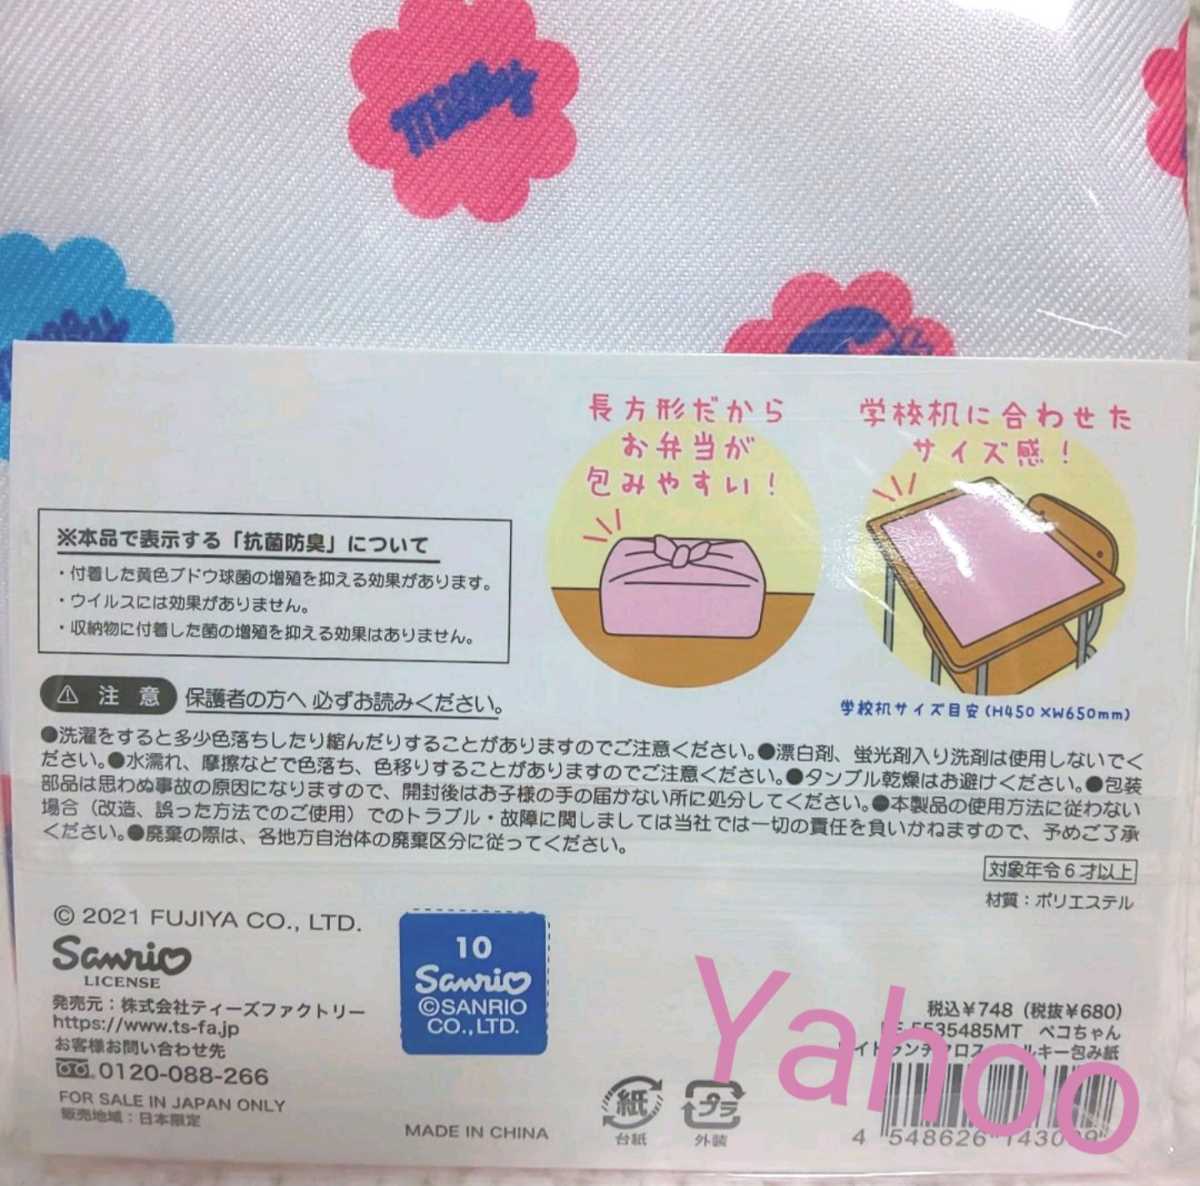 Milky
長方形だから
お弁当が
包みやすい！
学校机に合わせた
サイズ感！
学校机サイズ目安(H450×W650mm)
※本品で表示する「抗菌防臭」について
・付着した黄色ブドウ球菌の増殖を抑える効果があります。
・ウイルスには効果がありません。
・収納物に付着した菌の増殖を抑える効果はありません。
⚠ 注意 保護者の方へ 必ずお読みください。
●洗濯をすると多少色落ちしたり縮んだりすることがありますのでご注意ください。●漂白剤、蛍光剤入り洗剤は使用しないでく
ださい。●水濡れ、摩擦などで色落ち、色移りすることがありますのでご注意ください。●タンブル乾燥はお避けください。●包装
部品は思わぬ事故の原因になりますので、開封後はお子様の手の届かない所に処分してください。●本製品の使用方法に従わない
場合（改造、誤った方法でのご使用）でのトラブル・故障に関しましては当社では一切の責任を負いかねますので、予めご了承
ください。●廃棄の際は、各地方自治体の廃棄区分に従ってください。
対象年令6才以上
材質：ポリエステル
© 2021 FUJIYA CO., LTD.
Sanrio
LICENSE
発売元：株式会社ティーズファクトリー
https://www.ts-fa.jp
お客様お問い合わせ先
0120-088-266
FOR SALE IN JAPAN ONLY
販売地域：日本限定
10
Sanrio
©SANRIO
CO.,LTD.
MADE IN CHINA
紙
台紙
プラ
外装
税込￥748（税抜￥680）
5535485MT ペコちゃん
ルキー包み紙
4 548626
Yahoo